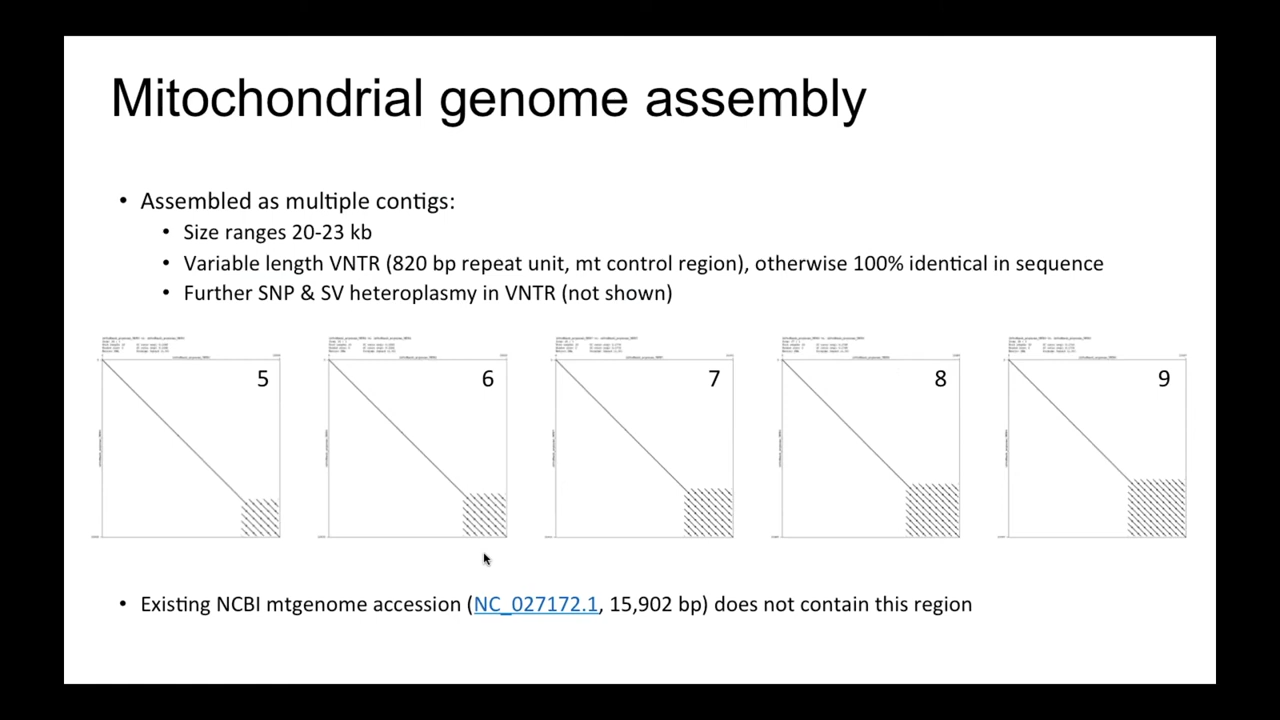 Mitochondrial genome assembly
• Assembled as multiple contigs:
• Size ranges 20-23 kb
• Variable length VNTR (820 bp repeat unit, mt control region), otherwise 100% identical in sequence
• Further SNP & SV heteroplasmy in VNTR (not shown)
5 6 7 8 9
• Existing NCBI mtgenome accession (NC_027172.1, 15,902 bp) does not contain this region